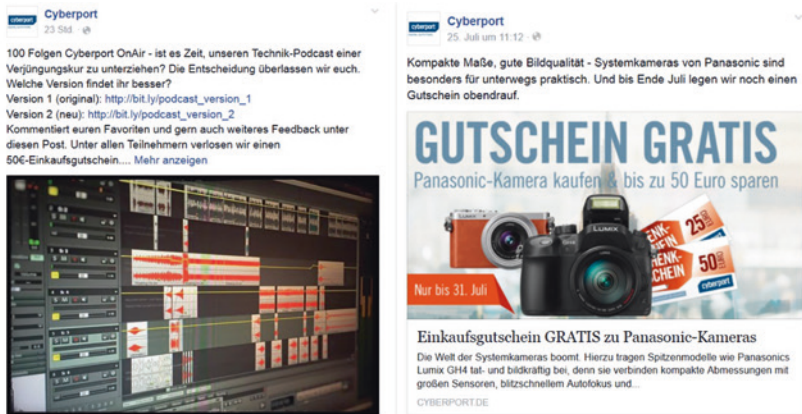 Cyberport
23 Std. ·
100 Folgen Cyberport OnAir - ist es Zeit, unseren Technik-Podcast einer
Verjüngungskur zu unterziehen? Die Entscheidung überlassen wir euch.
Welche Version findet ihr besser?
Version 1 (original): http://bit.ly/podcast_version_1
Version 2 (neu): http://bit.ly/podcast_version_2
Kommentiert euren Favoriten und gern auch weiteres Feedback unter
diesen Post. Unter allen Teilnehmern verlosen wir einen
50€-Einkaufsgutschein.... Mehr anzeigen
cyberport
Cyberport
25. Juli um 11:12 ·
Kompakte Maße, gute Bildqualität - Systemkameras von Panasonic sind
besonders für unterwegs praktisch. Und bis Ende Juli legen wir noch einen
Gutschein obendrauf.
GUTSCHEIN GRATIS
Panasonic-Kamera kaufen & bis zu 50 Euro sparen
LUMIX
25 EURO
50 EURO
SCHEIN
cyberport
Nur bis 31. Juli
Einkaufsgutschein GRATIS zu Panasonic-Kameras
Die Welt der Systemkameras boomt. Hierzu tragen Spitzenmodelle wie Panasonics
Lumix GH4 tat- und bildkräftig bei, denn sie verbinden kompakte Abmessungen mit
großen Sensoren, blitzschnellem Autofokus und...
CYBERPORT.DE